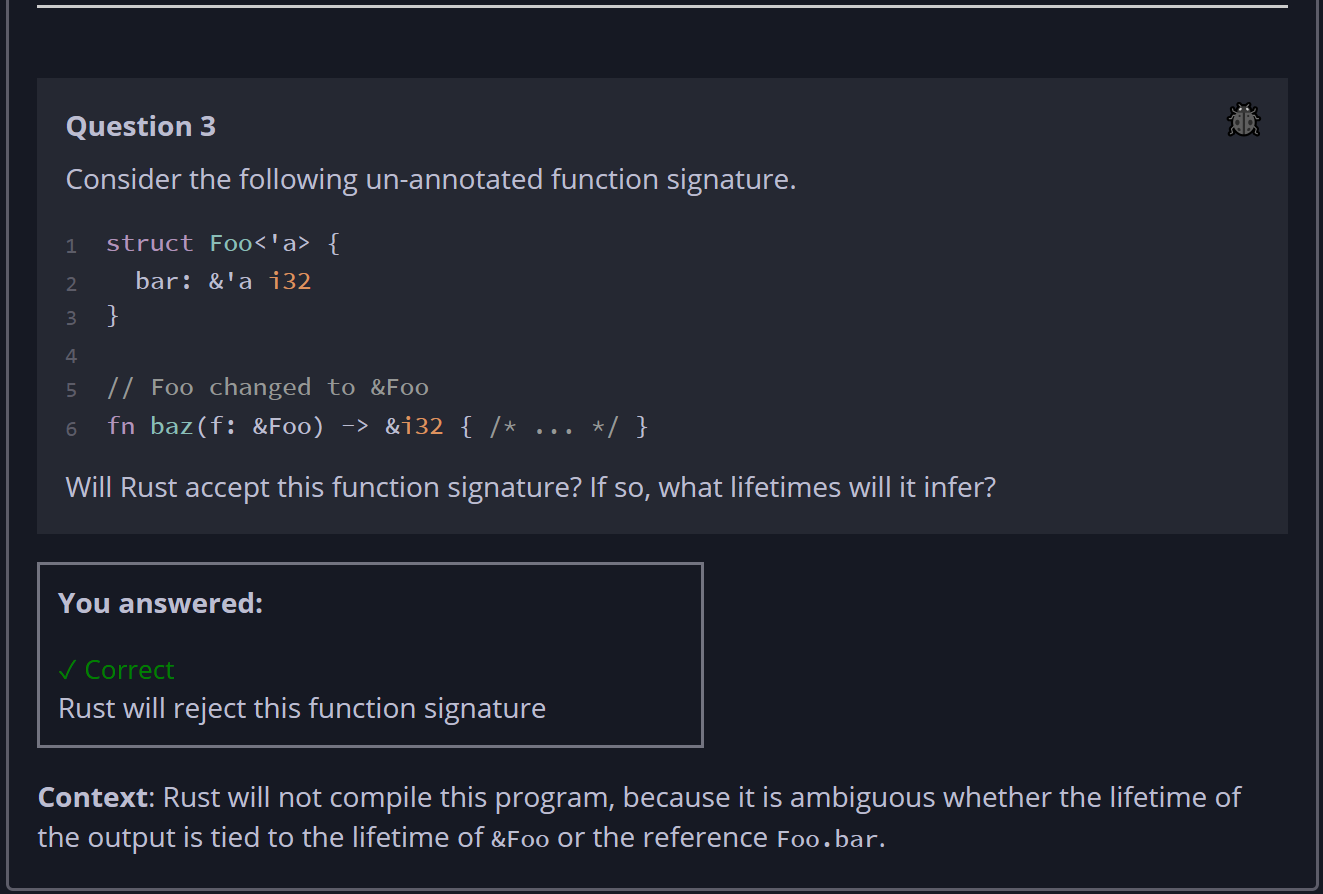 Question 3
Consider the following un-annotated function signature.
1 struct Foo<'a> {
2   bar: &'a i32
3 }
4
5 // Foo changed to &Foo
6 fn baz(f: &Foo) -> &i32 { /* ... */ }
Will Rust accept this function signature? If so, what lifetimes will it infer?
You answered:
✓ Correct
Rust will reject this function signature
Context: Rust will not compile this program, because it is ambiguous whether the lifetime of
the output is tied to the lifetime of &Foo or the reference Foo.bar.